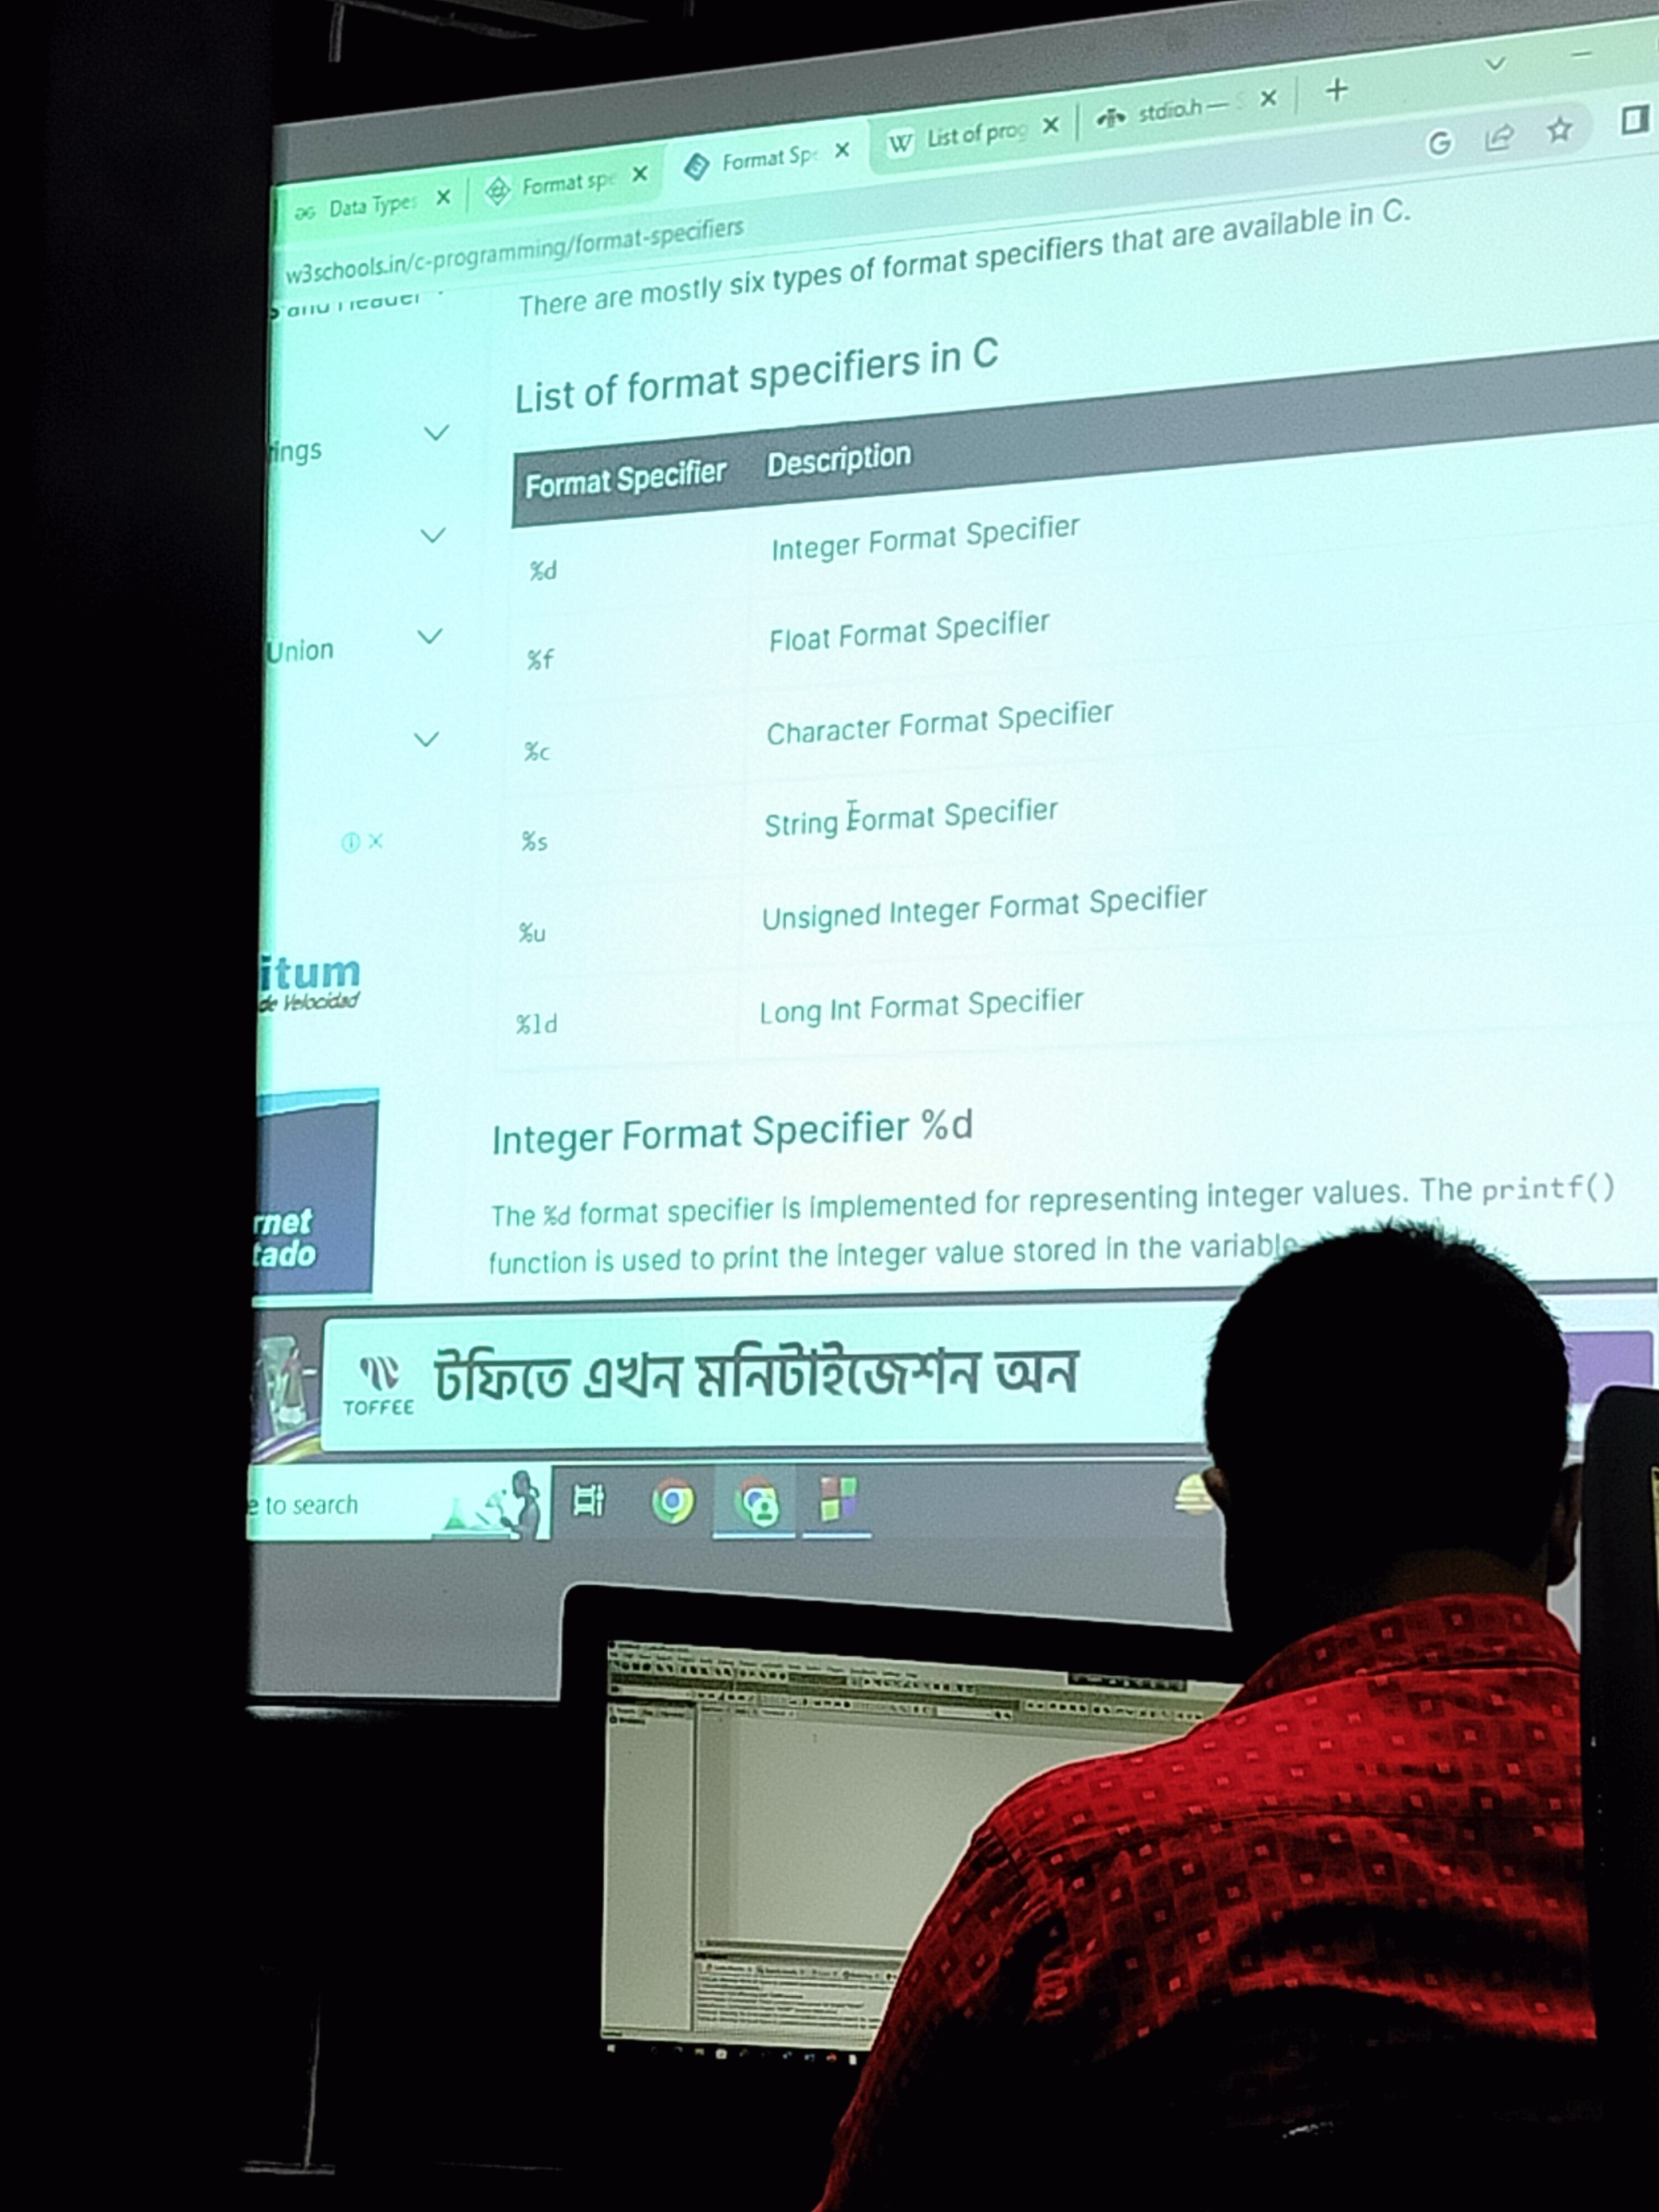 Data Types
Format spe
Format Spe
List of prog
stdio.h —
w3schools.in/c-programming/format-specifiers
and Header
There are mostly six types of format specifiers that are available in C.
List of format specifiers in C
ings
Format Specifier Description
%d Integer Format Specifier
Union
%f Float Format Specifier
%c Character Format Specifier
%s String Format Specifier
%u Unsigned Integer Format Specifier
itum
de Velocidad
%ld Long Int Format Specifier
Integer Format Specifier %d
The %d format specifier is implemented for representing integer values. The printf()
function is used to print the integer value stored in the variable
rnet
tado
টফিতে এখন মনিটাইজেশন অন
TOFFEE
e to search